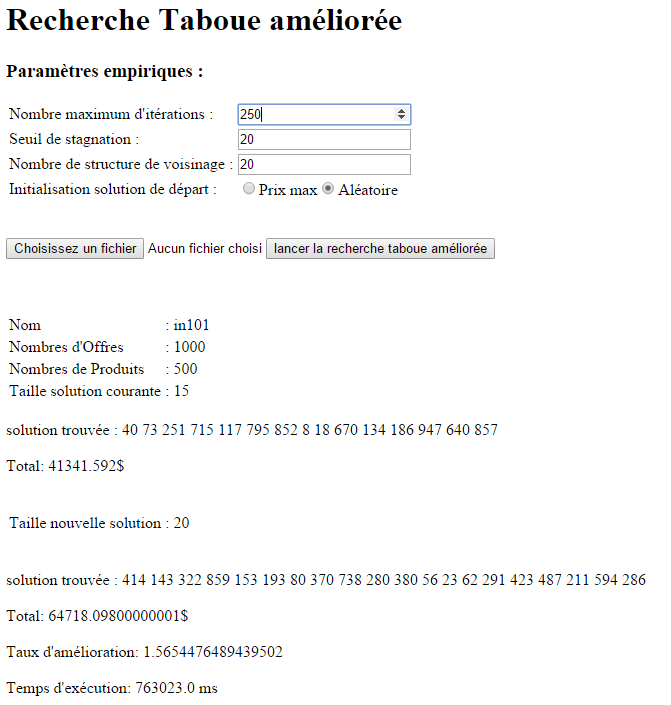 Recherche Taboue améliorée
Paramètres empiriques :
Nombre maximum d'itérations : 250
Seuil de stagnation : 20
Nombre de structure de voisinage : 20
Initialisation solution de départ : Prix max Aléatoire
Choisissez un fichier Aucun fichier choisi lancer la recherche taboue améliorée
Nom : in101
Nombres d'Offres : 1000
Nombres de Produits : 500
Taille solution courante : 15
solution trouvée : 40 73 251 715 117 795 852 8 18 670 134 186 947 640 857
Total: 41341.592$
Taille nouvelle solution : 20
solution trouvée : 414 143 322 859 153 193 80 370 738 280 380 56 23 62 291 423 487 211 594 286
Total: 64718.09800000001$
Taux d'amélioration: 1.5654476489439502
Temps d'exécution: 763023.0 ms